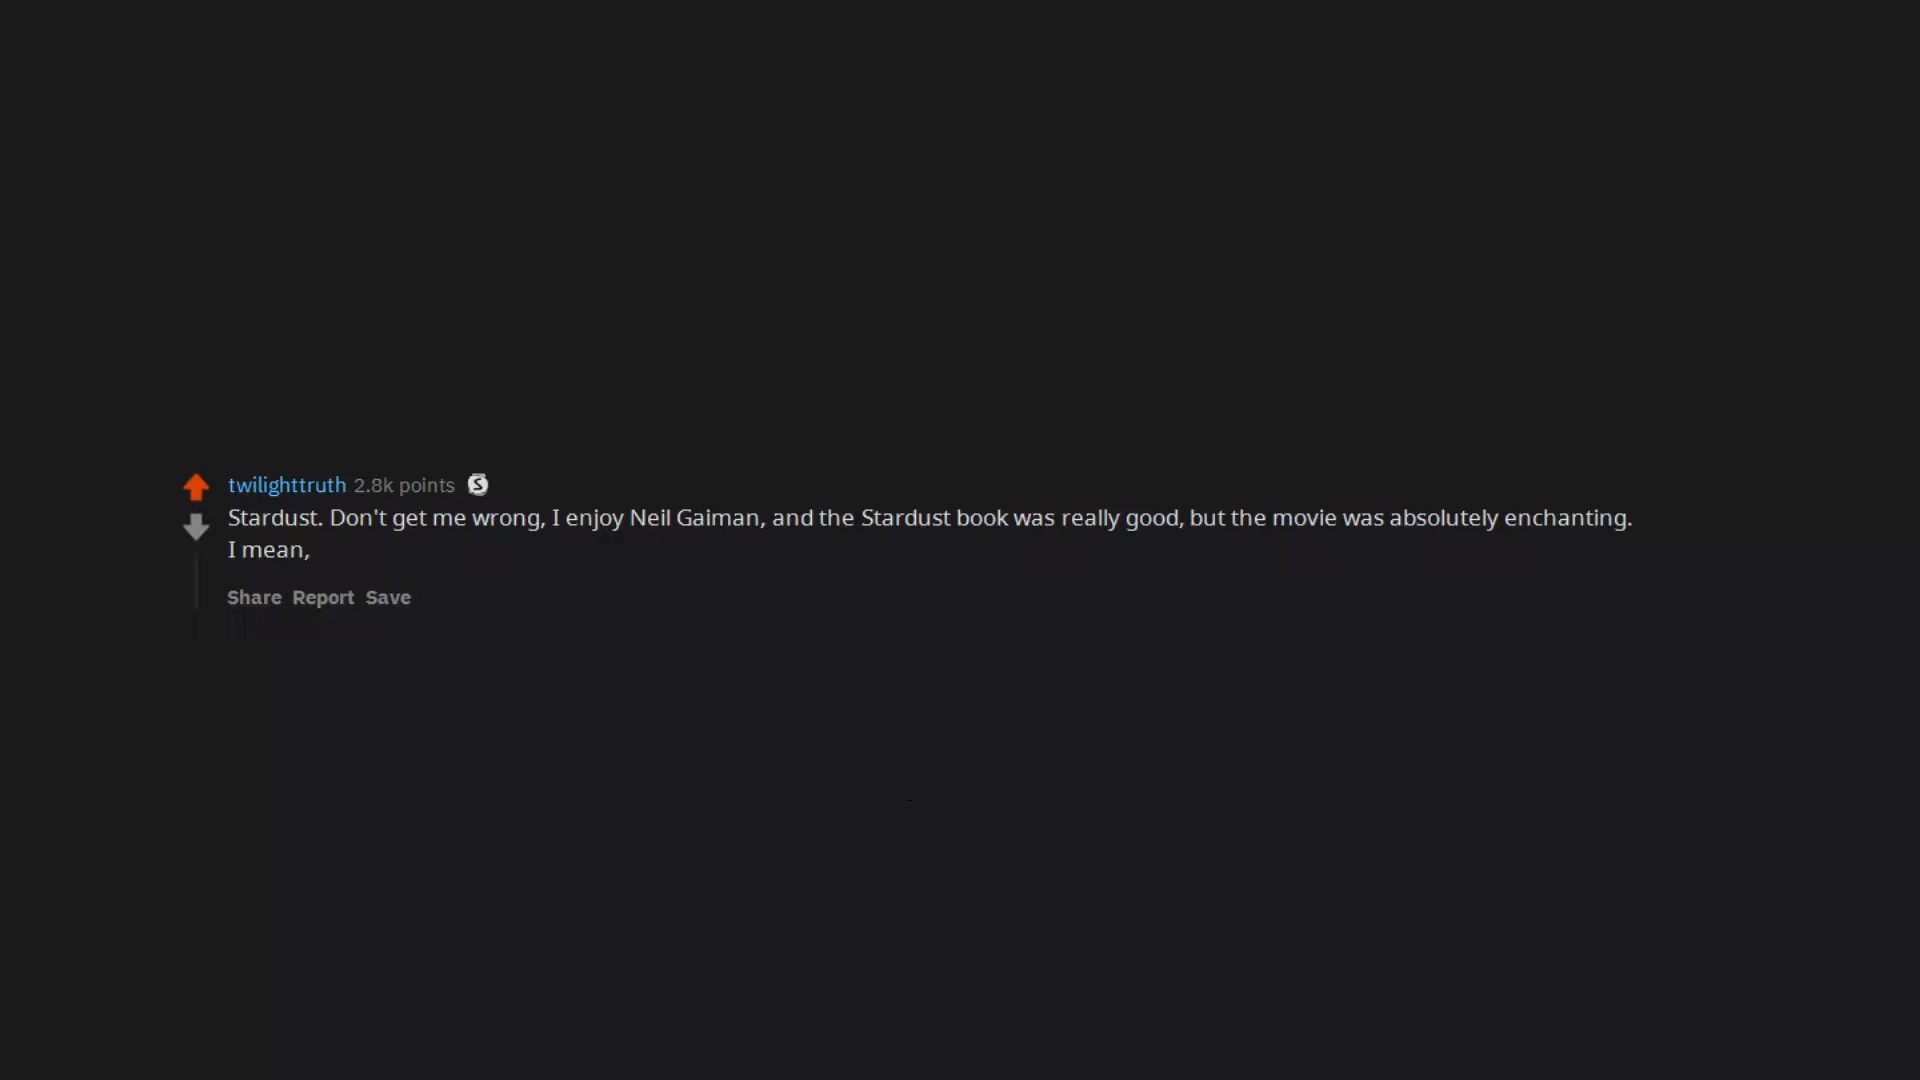 twilighttruth 2.8k points S
Stardust. Don't get me wrong, I enjoy Neil Gaiman, and the Stardust book was really good, but the movie was absolutely enchanting.
I mean,
Share Report Save